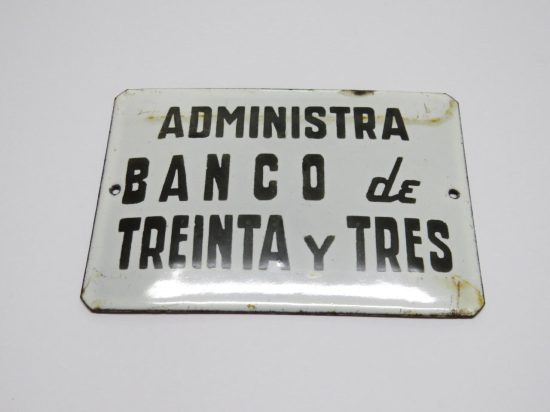 ADMINISTRA
BANCO de
TREINTA Y TRES